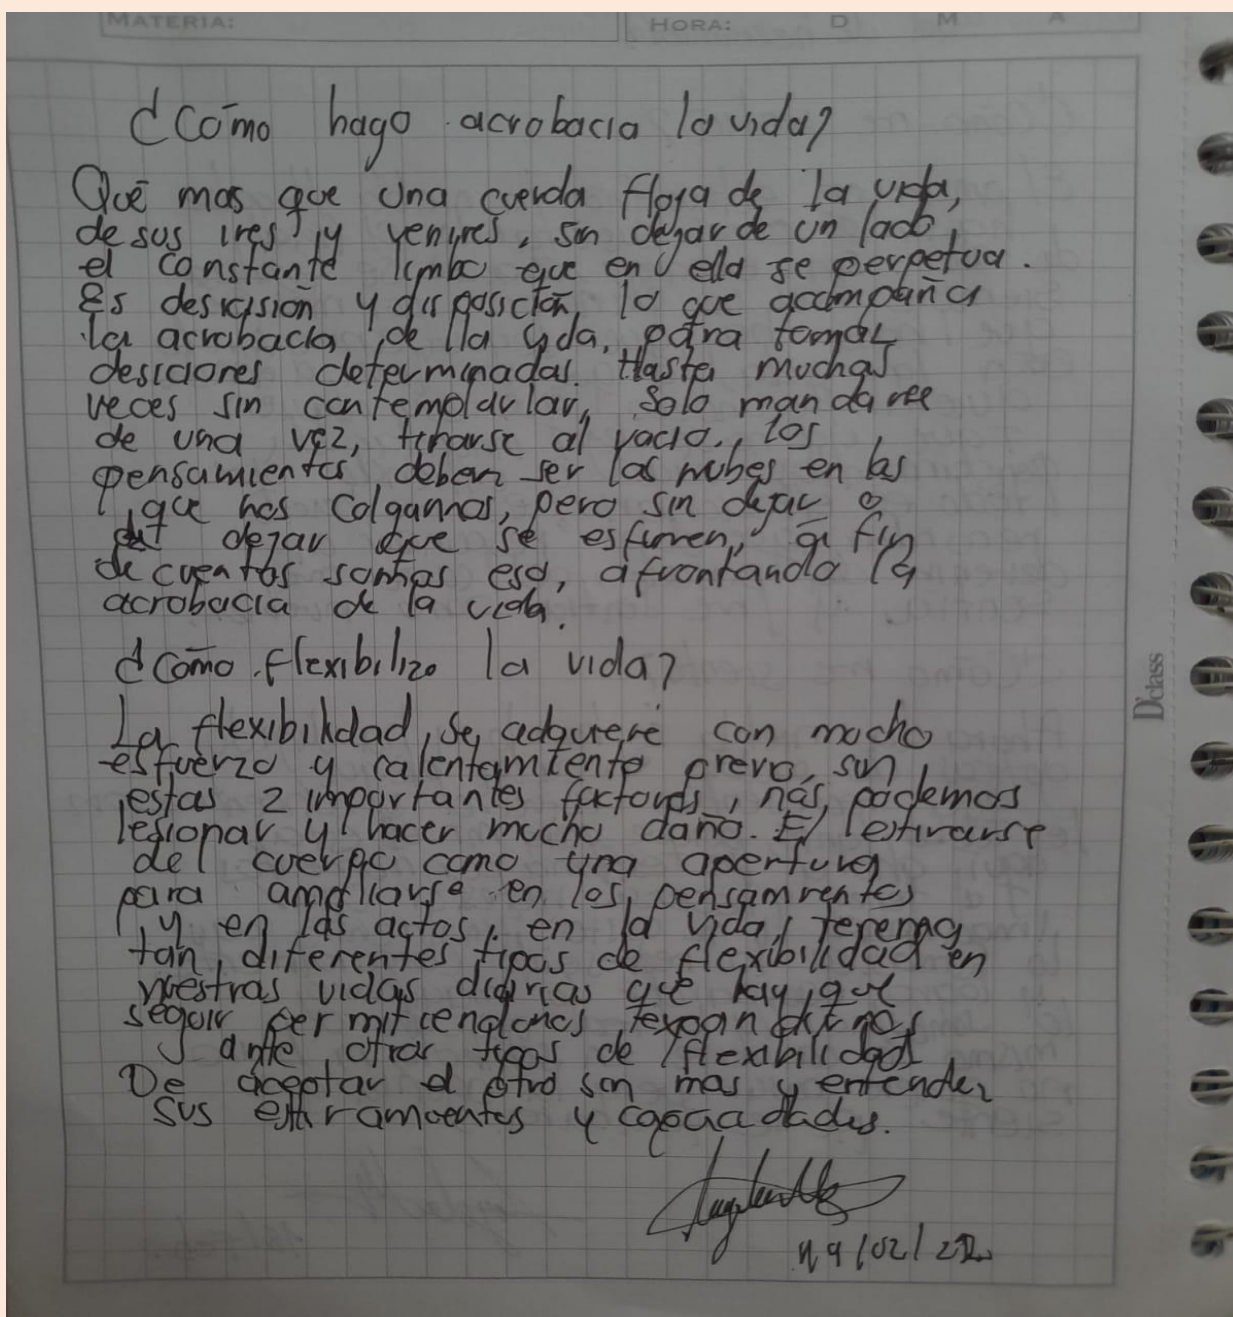 MATERIA:
HORA: D M A
¿Cómo hago acrobacia la vida?
Qué mas que una cuerda floja de la vida,
de sus ires y venires, sin dejar de un lado,
el constante limbo que en ella se perpetua.
Es desicisión y disposición, lo que acompaña
la acrobacia de la vida, para tomar
desiciones determinadas. Hasta muchas
veces sin contemplarlar, solo mandarse
de una vez, tirarse al vacio., los
pensamientos deben ser las nubes en las
que nos colgamos, pero sin dejar o
dejar que se esfumen, a fin
de cuentas somos eso, afrontando la
acrobacia de la vida.
¿Cómo flexibilizo la vida?
La flexibilidad, se adquiere con mucho
esfuerzo y calentamiento previo, sin
estas 2 importantes factores, nos podemos
lesionar y hacer mucho daño. El estirarse
del cuerpo como una apertura
para ampliarse en los pensamientos
y en los actos, en la vida, tenemos
tan diferentes tipos de flexibilidad en
nuestras vidas diarias que hay que
seguir permitiendonos, expandirnos
ante otros tipos de flexibilidad
De aceptar el otro son mas y entender
sus estiramientos y capacidades.
19/02/22
D'class